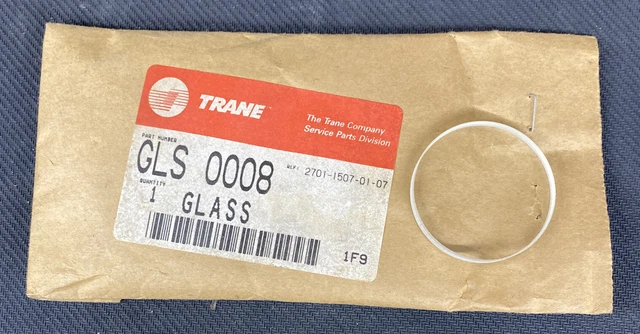 TRANE
The Trane Company
Service Parts Division
PART NUMBER
GLS 0008
REF: 2701-1507-01-07
QUANTITY
1 GLASS
1F9